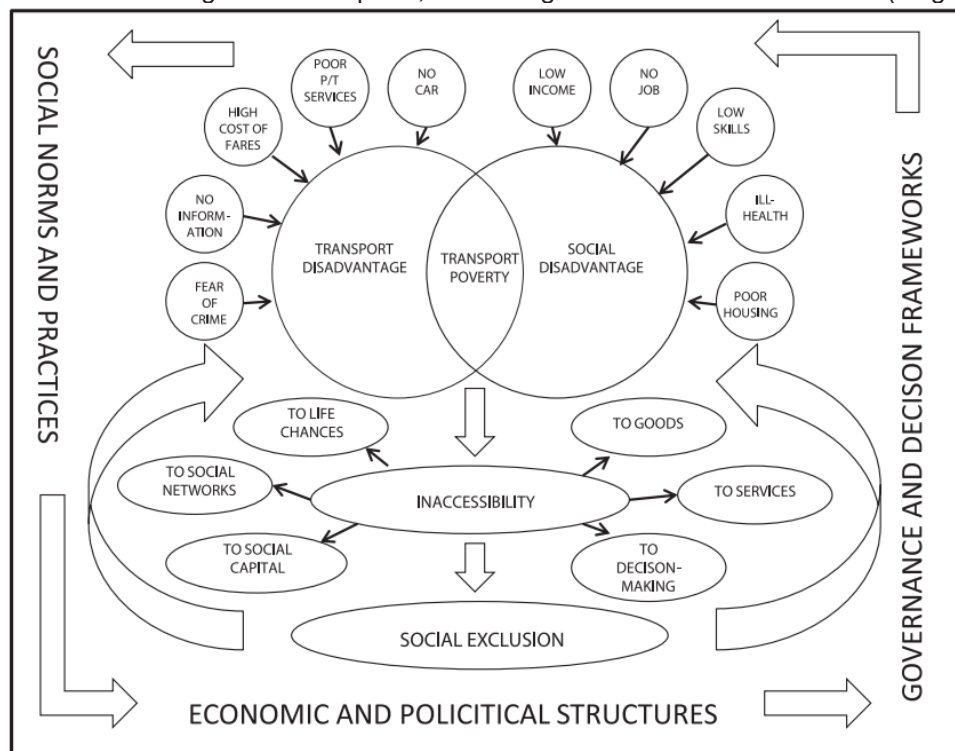 SOCIAL NORMS AND PRACTICES
POOR
P/T
SERVICES
NO
CAR
LOW
INCOME
NO
JOB
HIGH
COST OF
FARES
LOW
SKILLS
NO
INFORM-
ATION
ILL-
HEALTH
TRANSPORT
DISADVANTAGE
TRANSPORT
POVERTY
SOCIAL
DISADVANTAGE
FEAR
OF
CRIME
POOR
HOUSING
TO LIFE
CHANCES
TO GOODS
TO SOCIAL
NETWORKS
INACCESSIBILITY
TO SERVICES
TO SOCIAL
CAPITAL
TO
DECISON-
MAKING
SOCIAL EXCLUSION
GOVERNANCE AND DECISON FRAMEWORKS
ECONOMIC AND POLICITICAL STRUCTURES